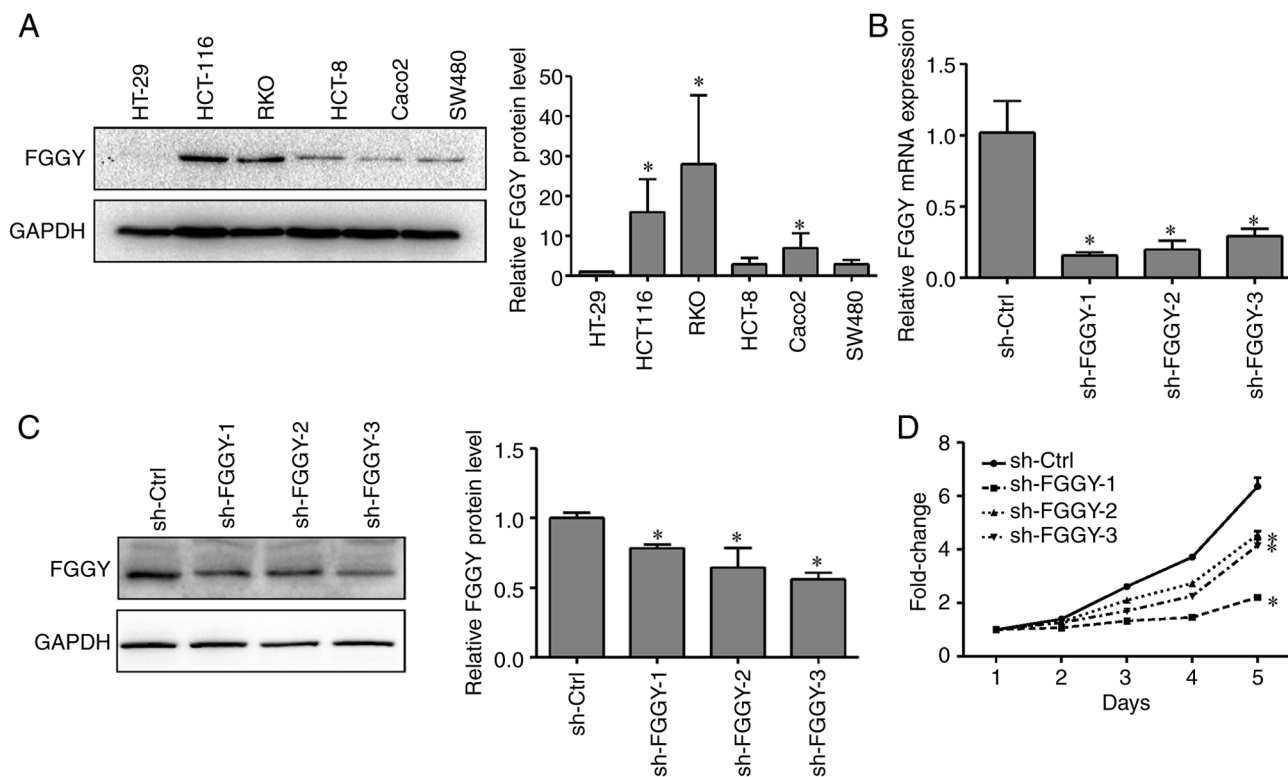 A
HT-29
HCT-116
RKO
HCT-8
Caco2
SW480
FGGY
GAPDH
Relative FGGY protein level
50
40
30
20
10
0
*
*
*
HT-29
HCT116
RKO
HCT-8
Caco2
SW480
B
Relative FGGY mRNA expression
1.5
1.0
0.5
0.0
*
*
*
sh-Ctrl
sh-FGGY-1
sh-FGGY-2
sh-FGGY-3
C
sh-Ctrl
sh-FGGY-1
sh-FGGY-2
sh-FGGY-3
FGGY
GAPDH
Relative FGGY protein level
1.5
1.0
0.5
0.0
*
*
*
sh-Ctrl
sh-FGGY-1
sh-FGGY-2
sh-FGGY-3
D
Fold-change
8
6
4
2
0
sh-Ctrl
sh-FGGY-1
sh-FGGY-2
sh-FGGY-3
*
*
*
1 2 3 4 5
Days